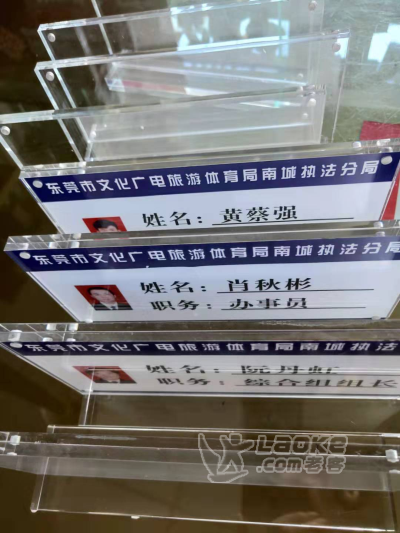 东莞市文化广电旅游体育局南城执法分局
姓名：黄蔡强
东莞市文化广电旅游体育局南城执法分局
姓名：肖秋彬
职务：办事员
东莞市文化广电旅游体育局南城执法
姓名：阮丹虹
职务：综合组组长
LAOKE
.com老客